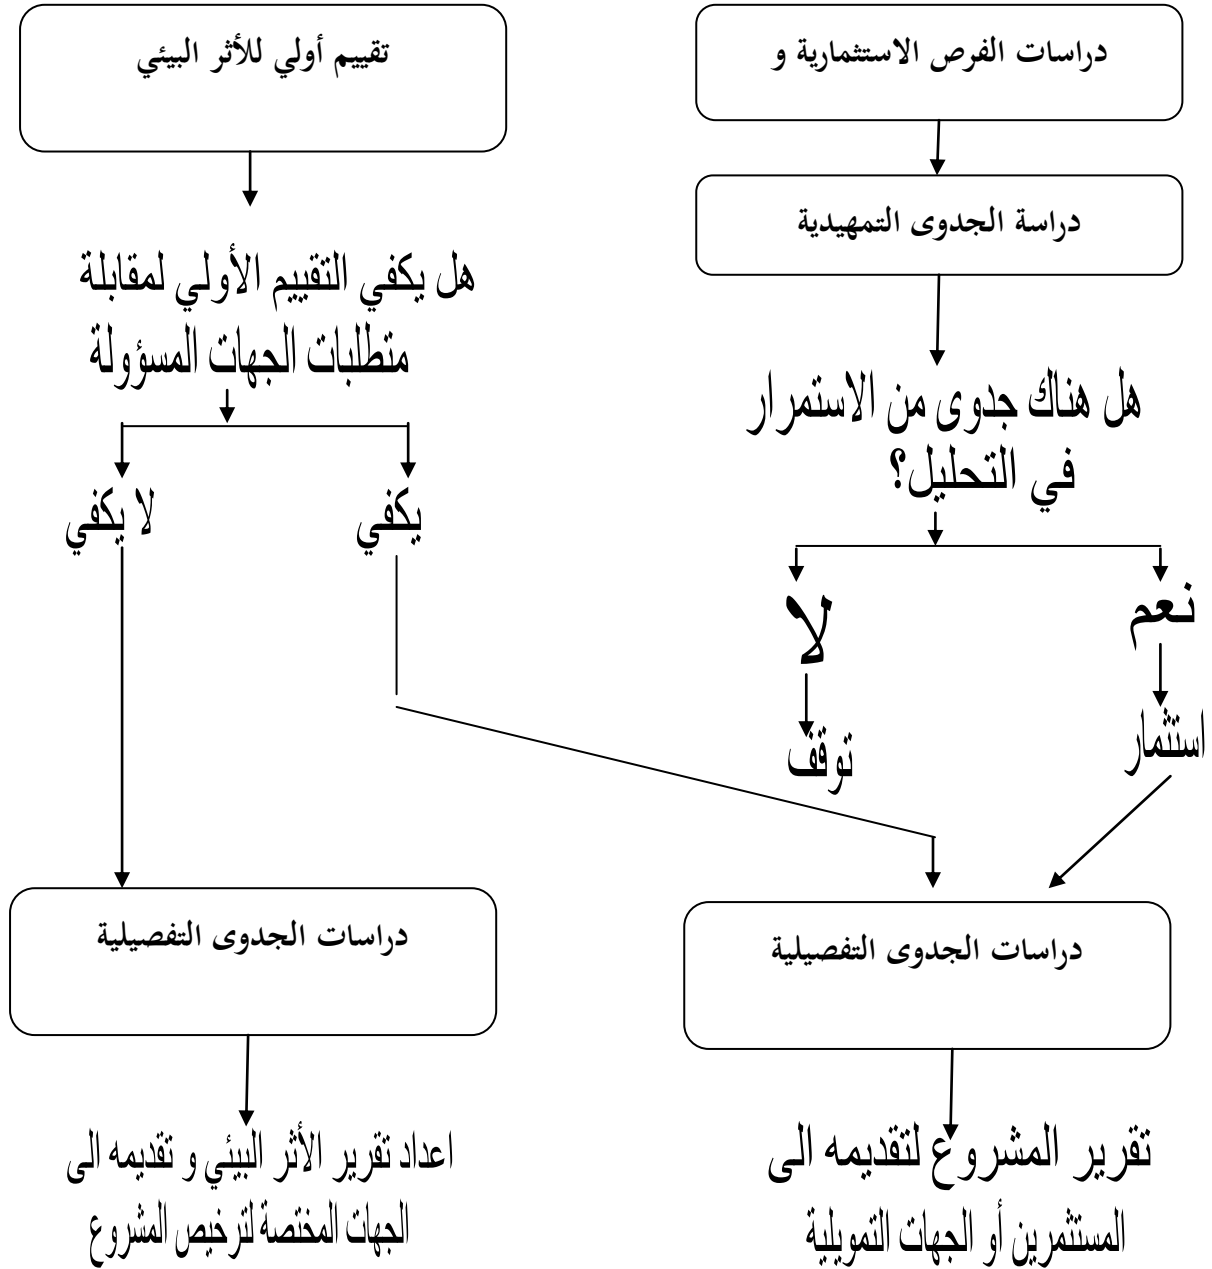 دراسات الفرص الاستثمارية و
دراسة الجدوى التمهيدية
هل هناك جدوى من الاستمرار
في التحليل؟
نعم
لا
استثمار
توقف
دراسات الجدوى التفصيلية
تقرير المشروع لتقديمه الى
المستثمرين أو الجهات التمويلية
تقييم أولي للأثر البيئي
هل يكفي التقييم الأولي لمقابلة
متطلبات الجهات المسؤولة
يكفي
لا يكفي
دراسات الجدوى التفصيلية
اعداد تقرير الأثر البيئي و تقديمه الى
الجهات المختصة لترخيص المشروع